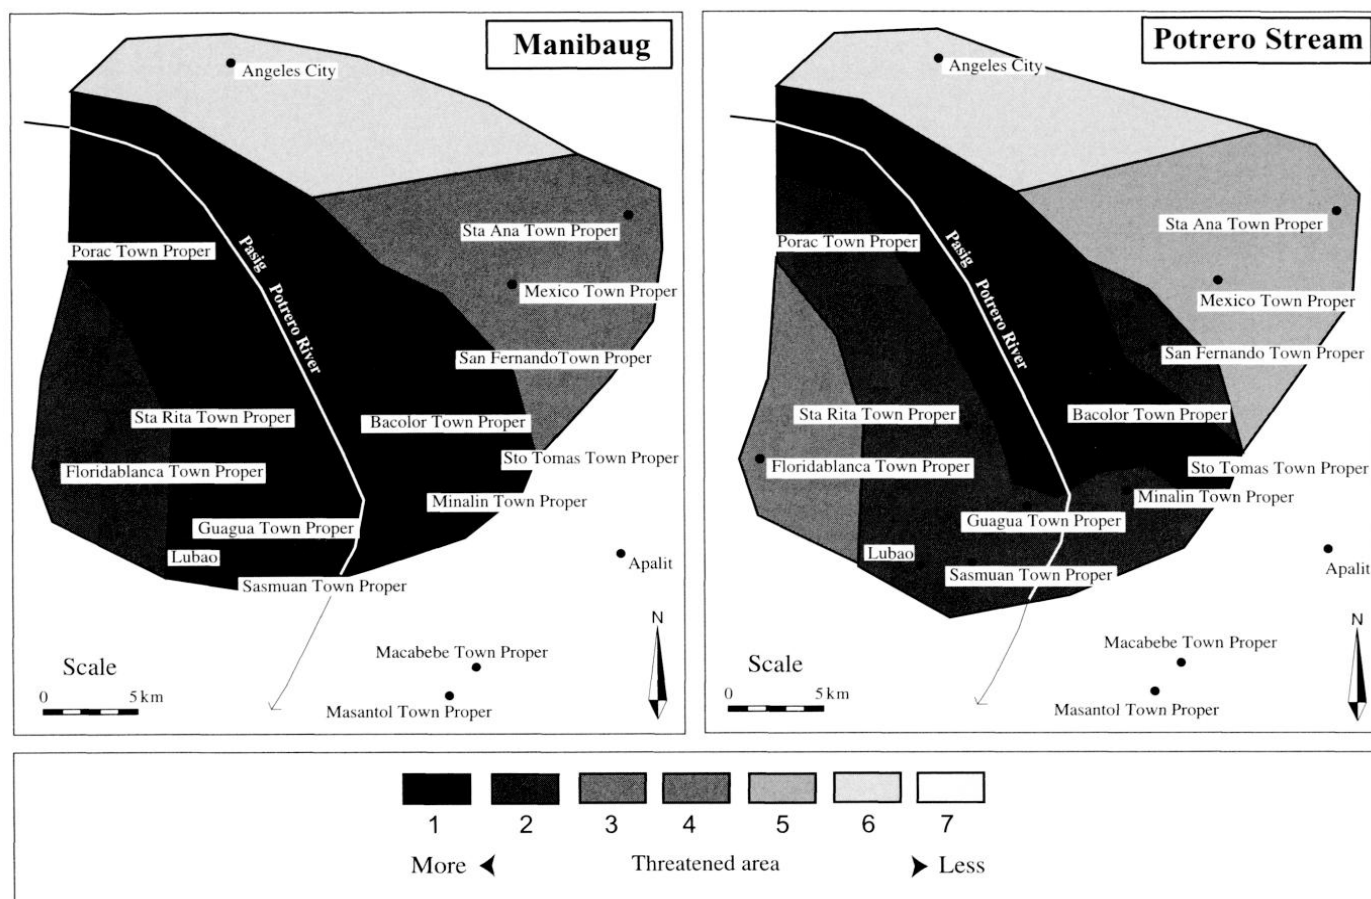 Manibaug
Angeles City
Sta Ana Town Proper
Porac Town Proper
Pasig Potrero River
Mexico Town Proper
San FernandoTown Proper
Sta Rita Town Proper
Bacolor Town Proper
Floridablanca Town Proper
Sto Tomas Town Proper
Minalin Town Proper
Guagua Town Proper
Lubao
Apalit
Sasmuan Town Proper
N
Macabebe Town Proper
Scale
0 5 km
Masantol Town Proper
Potrero Stream
Angeles City
Sta Ana Town Proper
Porac Town Proper
Pasig Potrero River
Mexico Town Proper
San Fernando Town Proper
Sta Rita Town Proper
Bacolor Town Proper
Floridablanca Town Proper
Sto Tomas Town Proper
Minalin Town Proper
Guagua Town Proper
Lubao
Apalit
Sasmuan Town Proper
N
Macabebe Town Proper
Scale
0 5 km
Masantol Town Proper
1 2 3 4 5 6 7
More Threatened area Less